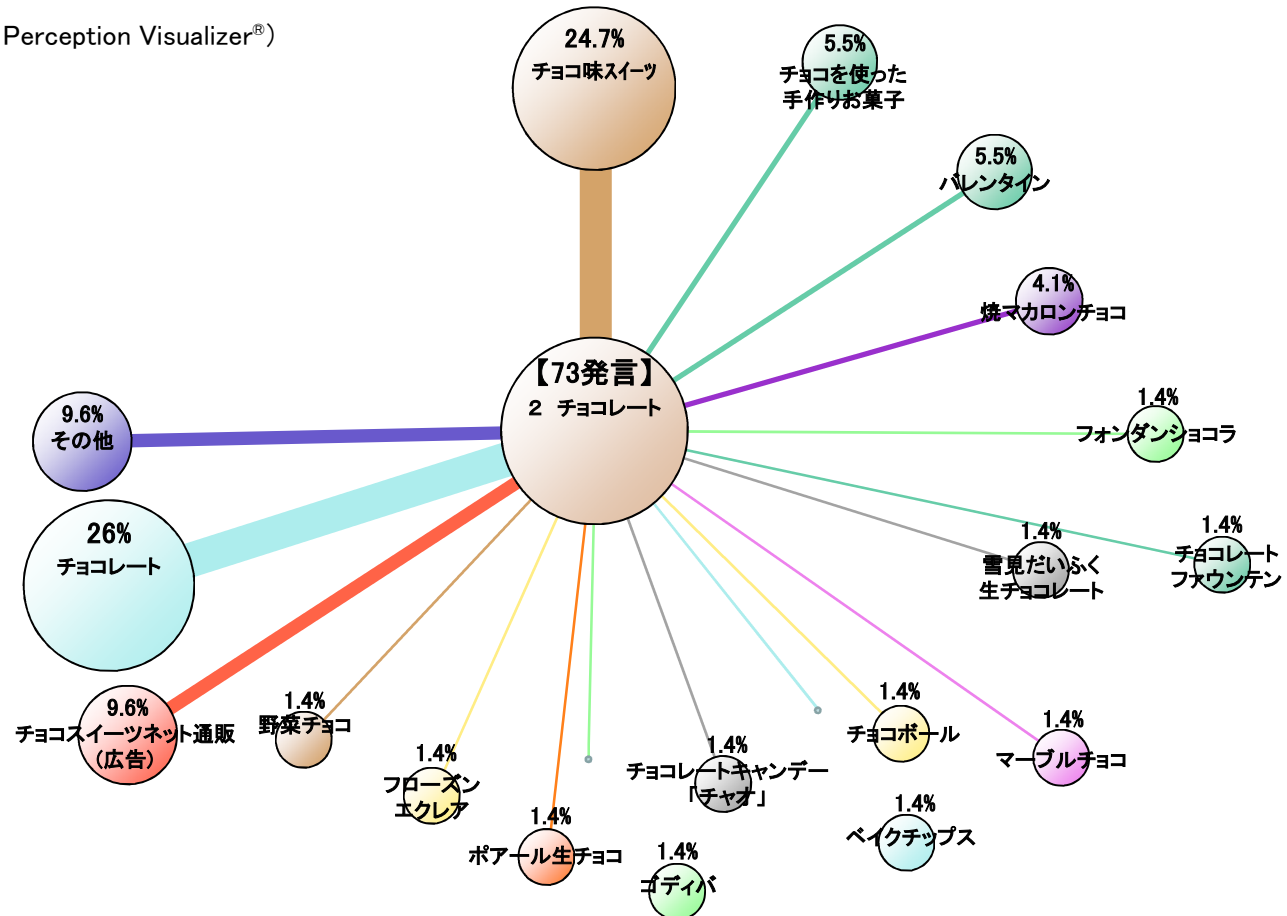 Perception Visualizer®)
24.7%
チョコ味スイーツ
5.5%
チョコを使った
手作りお菓子
5.5%
バレンタイン
4.1%
焼マカロンチョコ
【73発言】
2 チョコレート
1.4%
フォンダンショコラ
9.6%
その他
26%
チョコレート
1.4%
雪見だいふく
生チョコレート
1.4%
チョコレート
ファウンテン
9.6%
チョコスイーツネット通販
(広告)
1.4%
野菜チョコ
1.4%
フローズン
エクレア
1.4%
ポアール生チョコ
1.4%
ゴディバ
1.4%
チョコレートキャンデー
「チャオ」
1.4%
チョコボール
1.4%
ベイクチップス
1.4%
マーブルチョコ